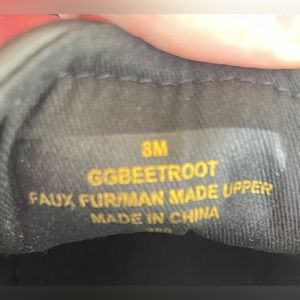 8M
GGBEETROOT
FAUX FUR/MAN MADE UPPER
MADE IN CHINA